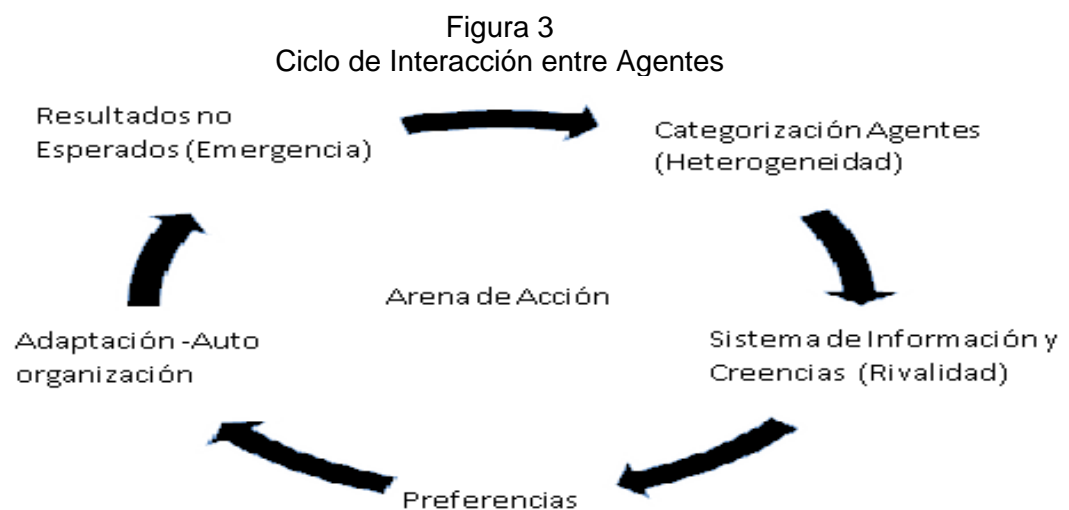 Figura 3
Ciclo de Interacción entre Agentes
Resultados no
Esperados (Emergencia)
Categorización Agentes
(Heterogeneidad)
Arena de Acción
Adaptación -Auto
organización
Sistema de Información y
Creencias (Rivalidad)
Preferencias